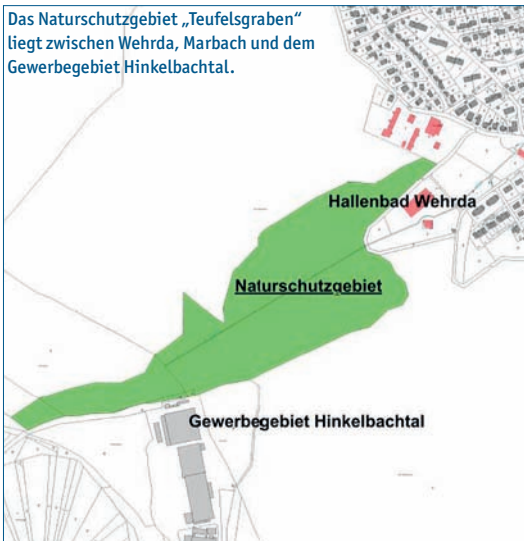 Das Naturschutzgebiet „Teufelsgraben“
liegt zwischen Wehrda, Marbach und dem
Gewerbegebiet Hinkelbachtal.
Hallenbad Wehrda
Naturschutzgebiet
Gewerbegebiet Hinkelbachtal